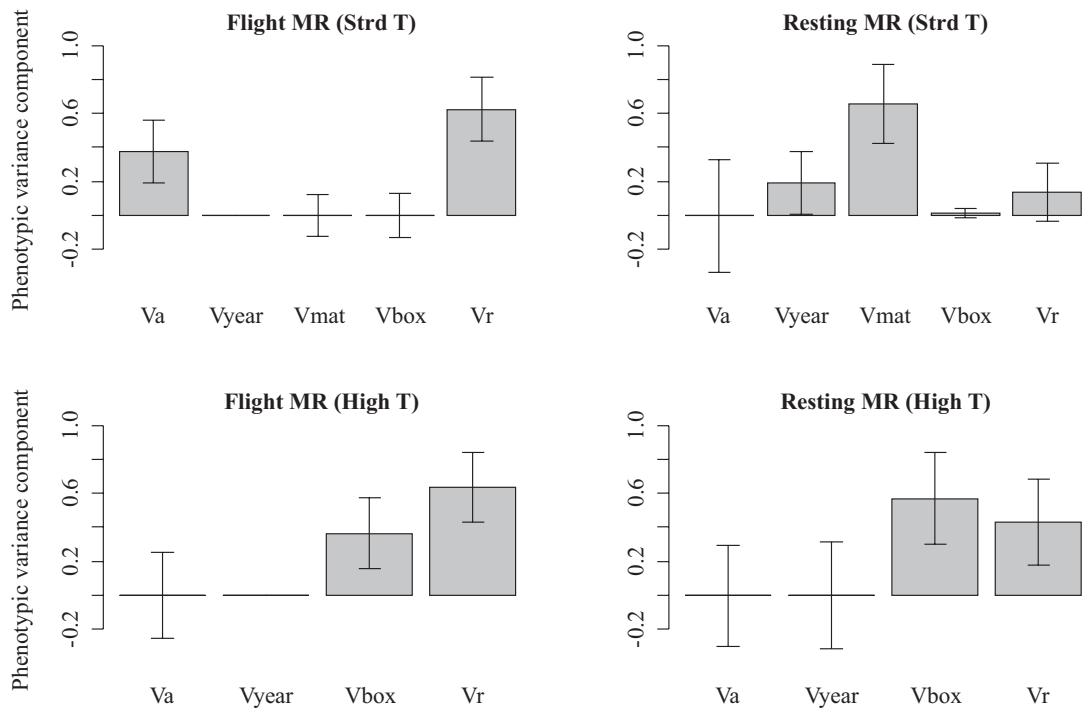 Flight MR (Strd T)
Phenotypic variance component
1.0
0.6
0.2
-0.2
Va Vyear Vmat Vbox Vr
Resting MR (Strd T)
1.0
0.6
0.2
-0.2
Va Vyear Vmat Vbox Vr
Flight MR (High T)
Phenotypic variance component
1.0
0.6
0.2
-0.2
Va Vyear Vbox Vr
Resting MR (High T)
1.0
0.6
0.2
-0.2
Va Vyear Vbox Vr